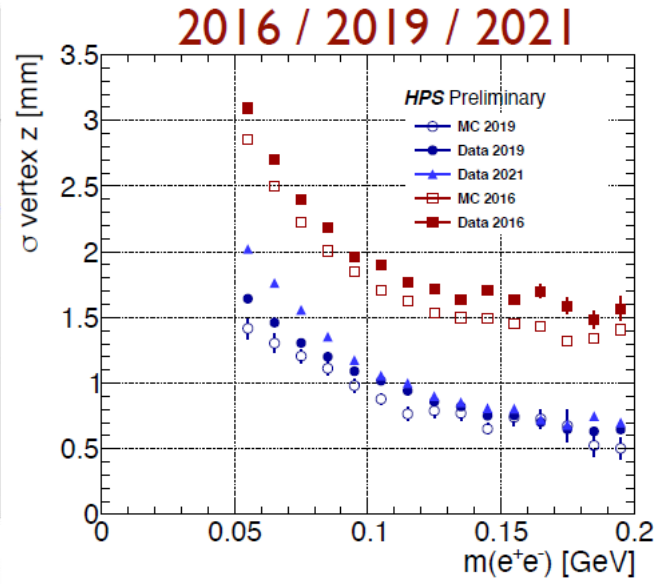 2016 / 2019 / 2021
σ vertex z [mm]
3.5
3
2.5
2
1.5
1
0.5
0
HPS Preliminary
MC 2019
Data 2019
Data 2021
MC 2016
Data 2016
0 0.05 0.1 0.15 0.2
m(e⁺e⁻) [GeV]